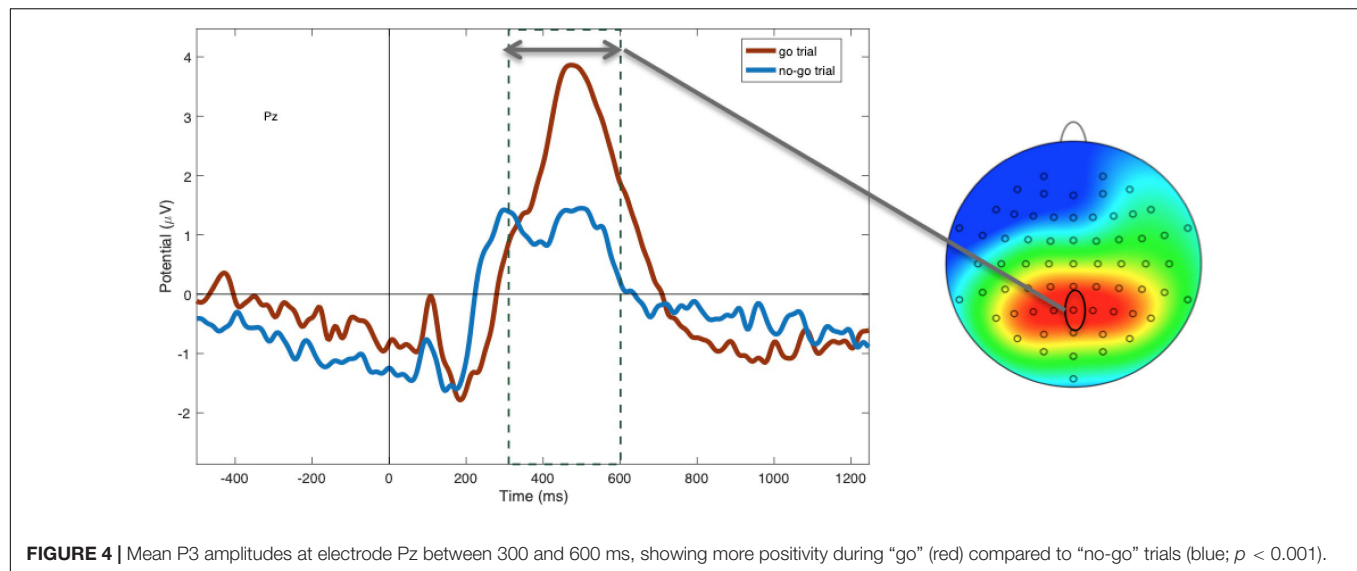 4
3
2
1
0
-1
-2
Potential (μV)
Pz
go trial
no-go trial
-400 -200 0 200 400 600 800 1000 1200
Time (ms)
FIGURE 4 | Mean P3 amplitudes at electrode Pz between 300 and 600 ms, showing more positivity during “go” (red) compared to “no-go” trials (blue; p < 0.001).